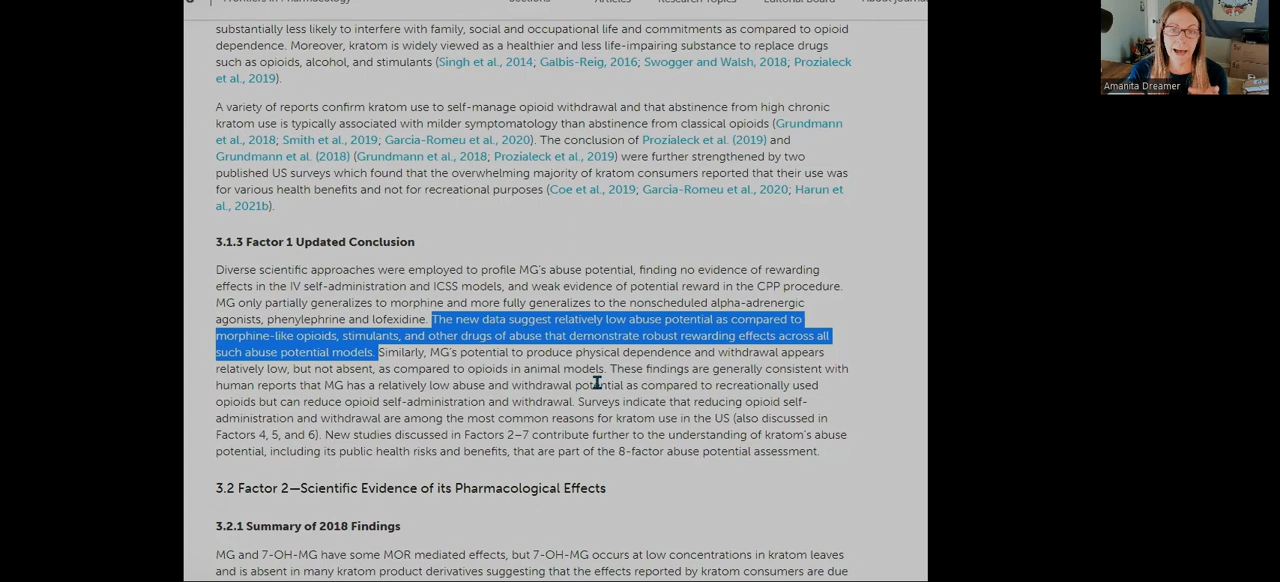 Frontiers in Pharmacology
Sections
Articles
Research Topics
Editorial Board
About journal
substantially less likely to interfere with family, social and occupational life and commitments as compared to opioid
dependence. Moreover, kratom is widely viewed as a healthier and less life-impairing substance to replace drugs
such as opioids, alcohol, and stimulants (Singh et al., 2014; Galbis-Reig, 2016; Swogger and Walsh, 2018; Prozialeck
et al., 2019).
A variety of reports confirm kratom use to self-manage opioid withdrawal and that abstinence from high chronic
kratom use is typically associated with milder symptomatology than abstinence from classical opioids (Grundmann
et al., 2018; Smith et al., 2019; Garcia-Romeu et al., 2020). The conclusion of Prozialeck et al. (2019) and
Grundmann et al. (2018) (Grundmann et al., 2018; Prozialeck et al., 2019) were further strengthened by two
published US surveys which found that the overwhelming majority of kratom consumers reported that their use was
for various health benefits and not for recreational purposes (Coe et al., 2019; Garcia-Romeu et al., 2020; Harun et
al., 2021b).
3.1.3 Factor 1 Updated Conclusion
Diverse scientific approaches were employed to profile MG's abuse potential, finding no evidence of rewarding
effects in the IV self-administration and ICSS models, and weak evidence of potential reward in the CPP procedure.
MG only partially generalizes to morphine and more fully generalizes to the nonscheduled alpha-adrenergic
agonists, phenylephrine and lofexidine. The new data suggest relatively low abuse potential as compared to
morphine-like opioids, stimulants, and other drugs of abuse that demonstrate robust rewarding effects across all
such abuse potential models. Similarly, MG's potential to produce physical dependence and withdrawal appears
relatively low, but not absent, as compared to opioids in animal models. These findings are generally consistent with
human reports that MG has a relatively low abuse and withdrawal potential as compared to recreationally used
opioids but can reduce opioid self-administration and withdrawal. Surveys indicate that reducing opioid self-
administration and withdrawal are among the most common reasons for kratom use in the US (also discussed in
Factors 4, 5, and 6). New studies discussed in Factors 2–7 contribute further to the understanding of kratom's abuse
potential, including its public health risks and benefits, that are part of the 8-factor abuse potential assessment.
3.2 Factor 2—Scientific Evidence of its Pharmacological Effects
3.2.1 Summary of 2018 Findings
MG and 7-OH-MG have some MOR mediated effects, but 7-OH-MG occurs at low concentrations in kratom leaves
and is absent in many kratom product derivatives suggesting that the effects reported by kratom consumers are due
Amanita Dreamer